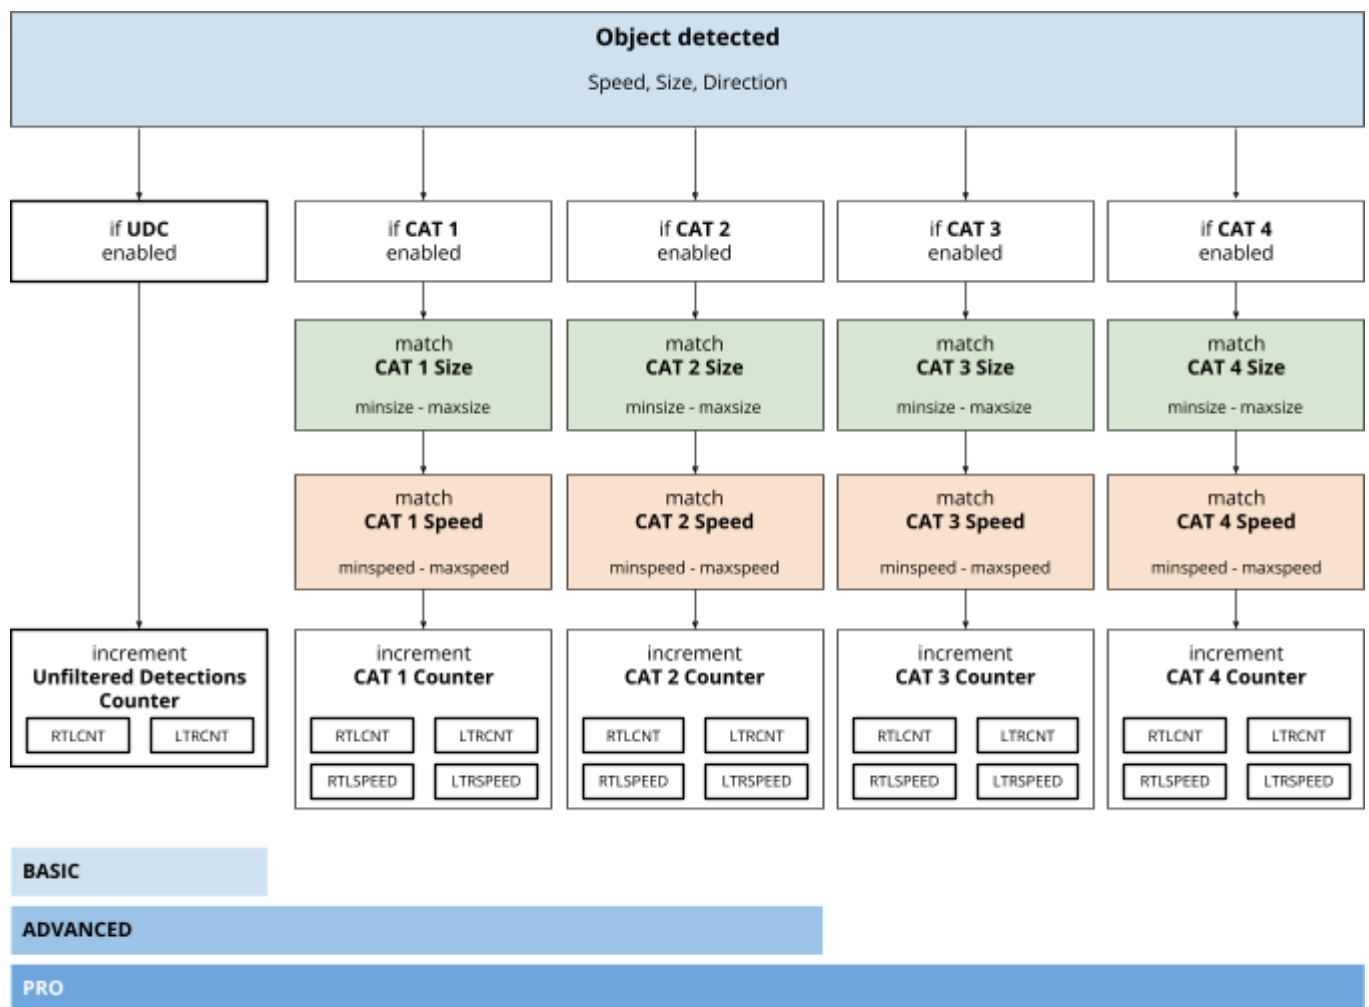 Object detected
Speed, Size, Direction
if UDC
enabled
if CAT 1
enabled
if CAT 2
enabled
if CAT 3
enabled
if CAT 4
enabled
match
CAT 1 Size
minsize - maxsize
match
CAT 2 Size
minsize - maxsize
match
CAT 3 Size
minsize - maxsize
match
CAT 4 Size
minsize - maxsize
match
CAT 1 Speed
minspeed - maxspeed
match
CAT 2 Speed
minspeed - maxspeed
match
CAT 3 Speed
minspeed - maxspeed
match
CAT 4 Speed
minspeed - maxspeed
increment
Unfiltered Detections
Counter
RTLCNT
LTRCNT
increment
CAT 1 Counter
RTLCNT
LTRCNT
RTLSPEED
LTRSPEED
increment
CAT 2 Counter
RTLCNT
LTRCNT
RTLSPEED
LTRSPEED
increment
CAT 3 Counter
RTLCNT
LTRCNT
RTLSPEED
LTRSPEED
increment
CAT 4 Counter
RTLCNT
LTRCNT
RTLSPEED
LTRSPEED
BASIC
ADVANCED
PRO